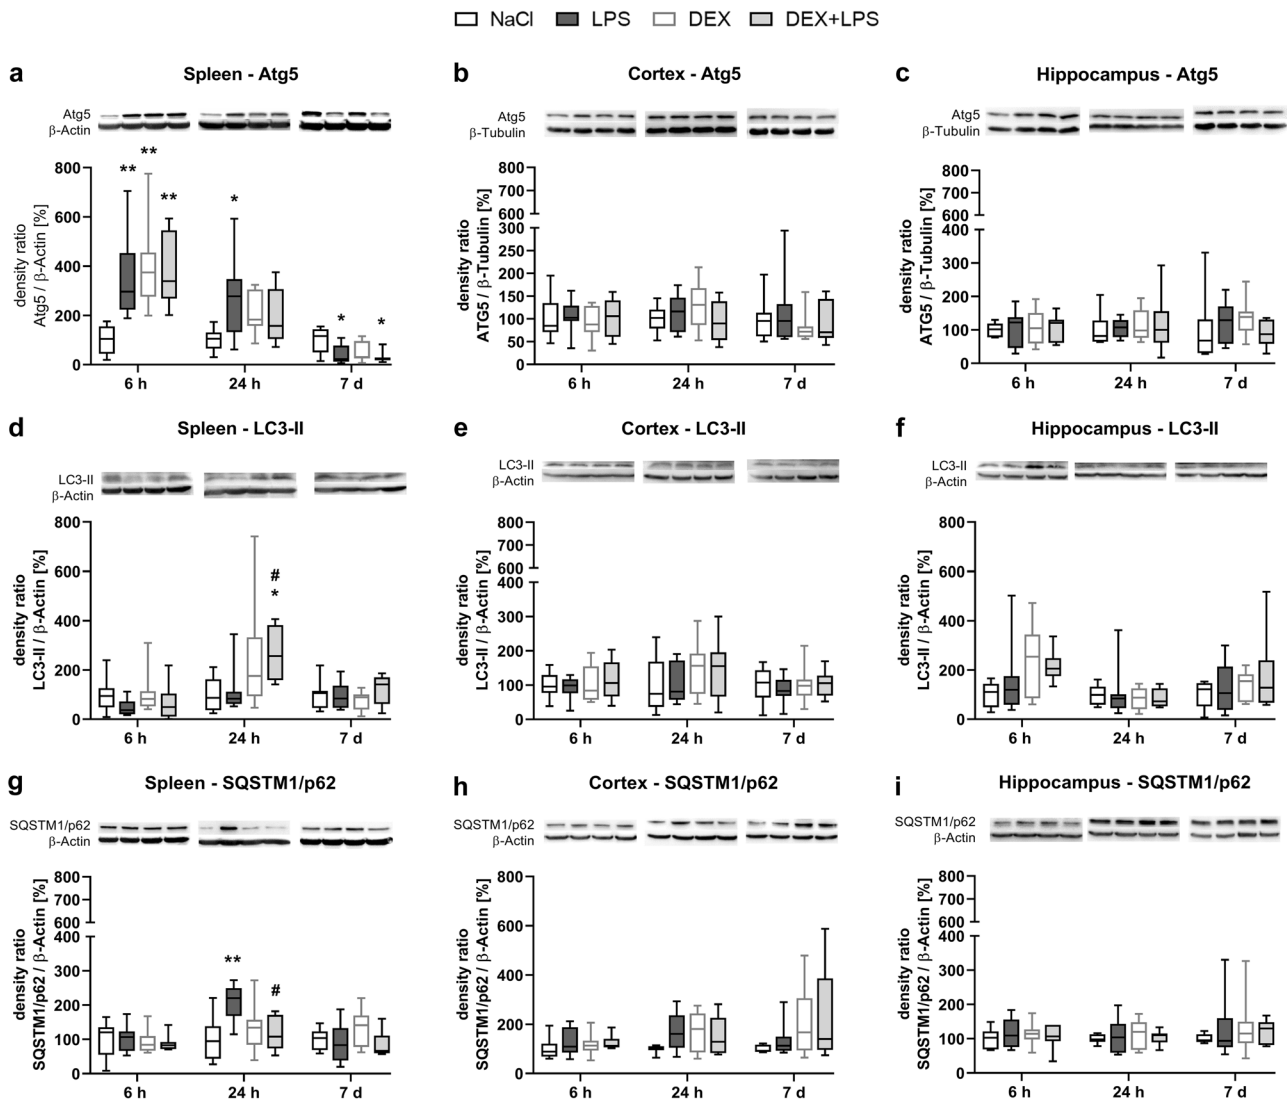 NaCl LPS DEX DEX+LPS
a Spleen - Atg5
Atg5
β-Actin
density ratio
Atg5 / β-Actin [%]
800
600
400
200
0
** ** ** * * *
6 h 24 h 7 d
b Cortex - Atg5
Atg5
β-Tubulin
density ratio
ATG5 / β-Tubulin [%]
800
700
600
300
250
200
150
100
50
0
6 h 24 h 7 d
c Hippocampus - Atg5
Atg5
β-Tubulin
density ratio
ATG5 / β-Tubulin [%]
800
600
400
200
100
0
6 h 24 h 7 d
d Spleen - LC3-II
LC3-II
β-Actin
density ratio
LC3-II / β-Actin [%]
800
600
400
200
0
#
*
6 h 24 h 7 d
e Cortex - LC3-II
LC3-II
β-Actin
density ratio
LC3-II / β-Actin [%]
800
700
600
400
300
200
100
0
6 h 24 h 7 d
f Hippocampus - LC3-II
LC3-II
β-Actin
density ratio
LC3-II / β-Actin [%]
800
600
400
200
0
6 h 24 h 7 d
g Spleen - SQSTM1/p62
SQSTM1/p62
β-Actin
density ratio
SQSTM1/p62 / β-Actin [%]
800
700
600
400
300
200
100
0
** #
6 h 24 h 7 d
h Cortex - SQSTM1/p62
SQSTM1/p62
β-Actin
density ratio
SQSTM1/p62 / β-Actin [%]
800
600
400
200
0
6 h 24 h 7 d
i Hippocampus - SQSTM1/p62
SQSTM1/p62
β-Actin
density ratio
SQSTM1/p62 / β-Actin [%]
800
700
600
400
300
200
100
0
6 h 24 h 7 d